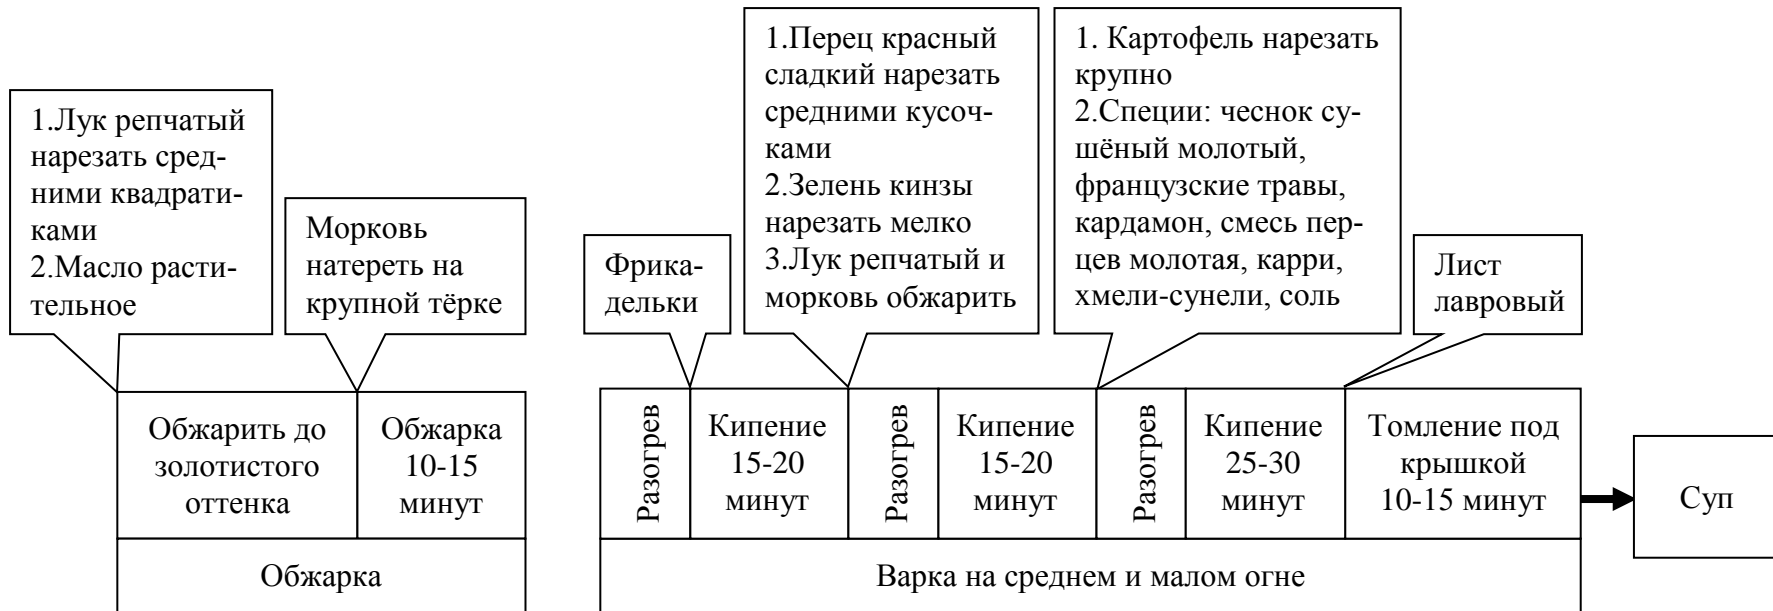 1.Лук репчатый
нарезать сред-
ними квадрати-
ками
2.Масло расти-
тельное
Морковь
натереть на
крупной тёрке
Фрика-
дельки
1.Перец красный
сладкий нарезать
средними кусоч-
ками
2.Зелень кинзы
нарезать мелко
3.Лук репчатый и
морковь обжарить
1. Картофель нарезать
крупно
2.Специи: чеснок су-
шёный молотый,
французские травы,
кардамон, смесь пер-
цев молотая, карри,
хмели-сунели, соль
Лист
лавровый
Обжарить до
золотистого
оттенка
Обжарка
10-15
минут
Обжарка
Разогрев
Кипение
15-20
минут
Разогрев
Кипение
15-20
минут
Разогрев
Кипение
25-30
минут
Томление под
крышкой
10-15 минут
Варка на среднем и малом огне
Суп